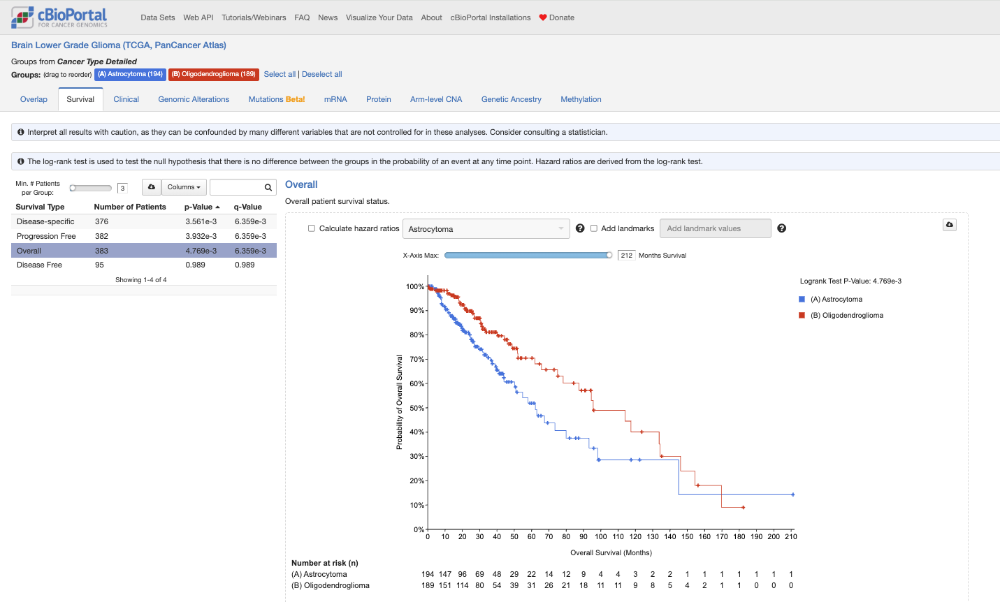 cBioPortal
FOR CANCER GENOMICS
Data Sets Web API Tutorials/Webinars FAQ News Visualize Your Data About cBioPortal Installations Donate
Brain Lower Grade Glioma (TCGA, PanCancer Atlas)
Groups from Cancer Type Detailed
Groups: (drag to reorder) (A) Astrocytoma (194) (B) Oligodendroglioma (189) Select all | Deselect all
Overlap Survival Clinical Genomic Alterations Mutations Beta! mRNA Protein Arm-level CNA Genetic Ancestry Methylation
Interpret all results with caution, as they can be confounded by many different variables that are not controlled for in these analyses. Consider consulting a statistician.
The log-rank test is used to test the null hypothesis that there is no difference between the groups in the probability of an event at any time point. Hazard ratios are derived from the log-rank test.
Min. # Patients
per Group:
3
Columns
Survival Type Number of Patients p-Value q-Value
Disease-specific 376 3.561e-3 6.359e-3
Progression Free 382 3.932e-3 6.359e-3
Overall 383 4.769e-3 6.359e-3
Disease Free 95 0.989 0.989
Showing 1-4 of 4
Overall
Overall patient survival status.
Calculate hazard ratios Astrocytoma ? Add landmarks Add landmark values ?
X-Axis Max: 212 Months Survival
Logrank Test P-Value: 4.769e-3
(A) Astrocytoma
(B) Oligodendroglioma
Probability of Overall Survival
100%
90%
80%
70%
60%
50%
40%
30%
20%
10%
0%
0 10 20 30 40 50 60 70 80 90 100 110 120 130 140 150 160 170 180 190 200 210
Overall Survival (Months)
Number at risk (n)
(A) Astrocytoma 194 147 96 69 48 29 22 14 12 9 4 4 3 2 2 1 1 1 1 1 1 1
(B) Oligodendroglioma 189 151 114 80 54 39 31 26 21 18 11 11 9 8 5 4 2 1 1 0 0 0